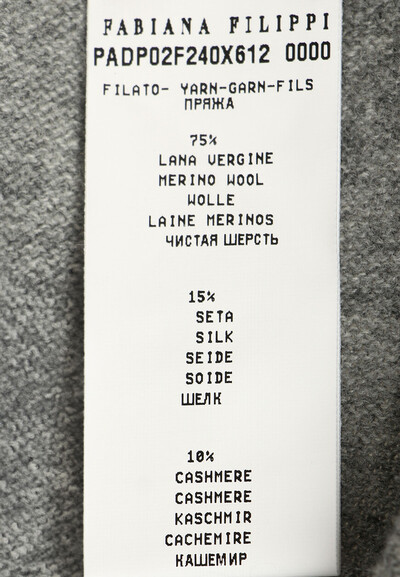 FABIANA FILIPPI
PADP02F240X612 0000
FILATO- YARN-GARN-FILS
ПРЯЖА
75%
LANA VERGINE
MERINO WOOL
WOLLE
LAINE MERINOS
ЧИСТАЯ ШЕРСТЬ
15%
SETA
SILK
SEIDE
SOIDE
ШЕЛК
10%
CASHMERE
CASHMERE
KASCHMIR
CACHEMIRE
КАШЕМИР